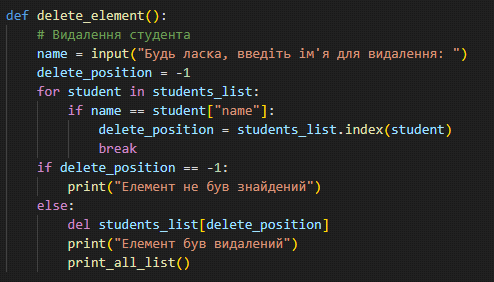 def delete_element():
    # Видалення студента
    name = input("Будь ласка, введіть ім'я для видалення: ")
    delete_position = -1
    for student in students_list:
        if name == student["name"]:
            delete_position = students_list.index(student)
            break
    if delete_position == -1:
        print("Елемент не був знайдений")
    else:
        del students_list[delete_position]
        print("Елемент був видалений")
        print_all_list()